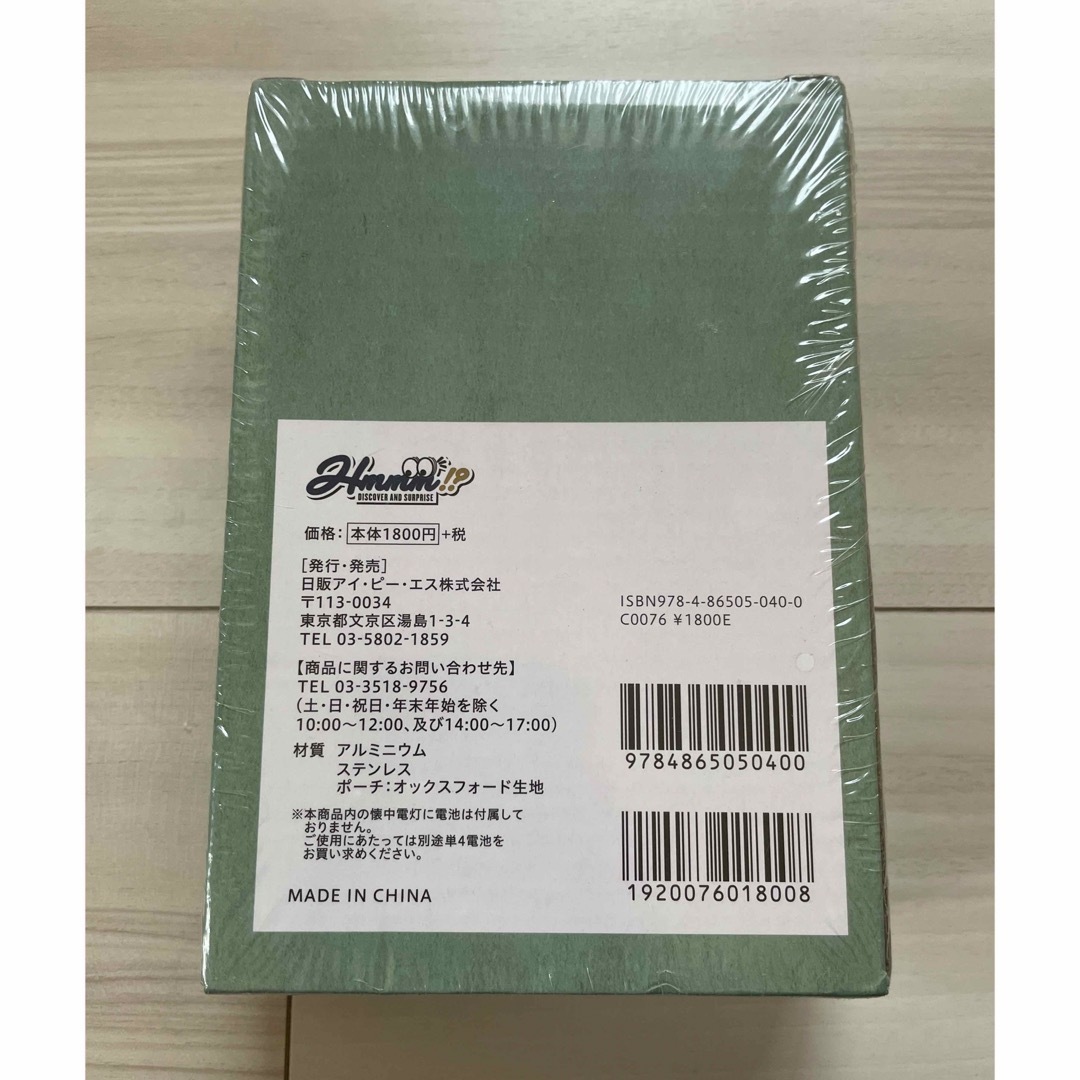 Hmmm!?
DISCOVER AND SURPRISE
価格：本体1800円+税
［発行・発売］
日販アイ・ピー・エス株式会社
〒113-0034
東京都文京区湯島1-3-4
TEL 03-5802-1859
【商品に関するお問い合わせ先】
TEL 03-3518-9756
（土・日・祝日・年末年始を除く
10:00～12:00、及び14:00～17:00）
材質 アルミニウム
ステンレス
ポーチ：オックスフォード生地
※本商品内の懐中電灯に電池は付属して
おりません。
ご使用にあたっては別途単4電池を
お買い求めください。
MADE IN CHINA
ISBN978-4-86505-040-0
C0076 ¥1800E
9784865050400
1920076018008